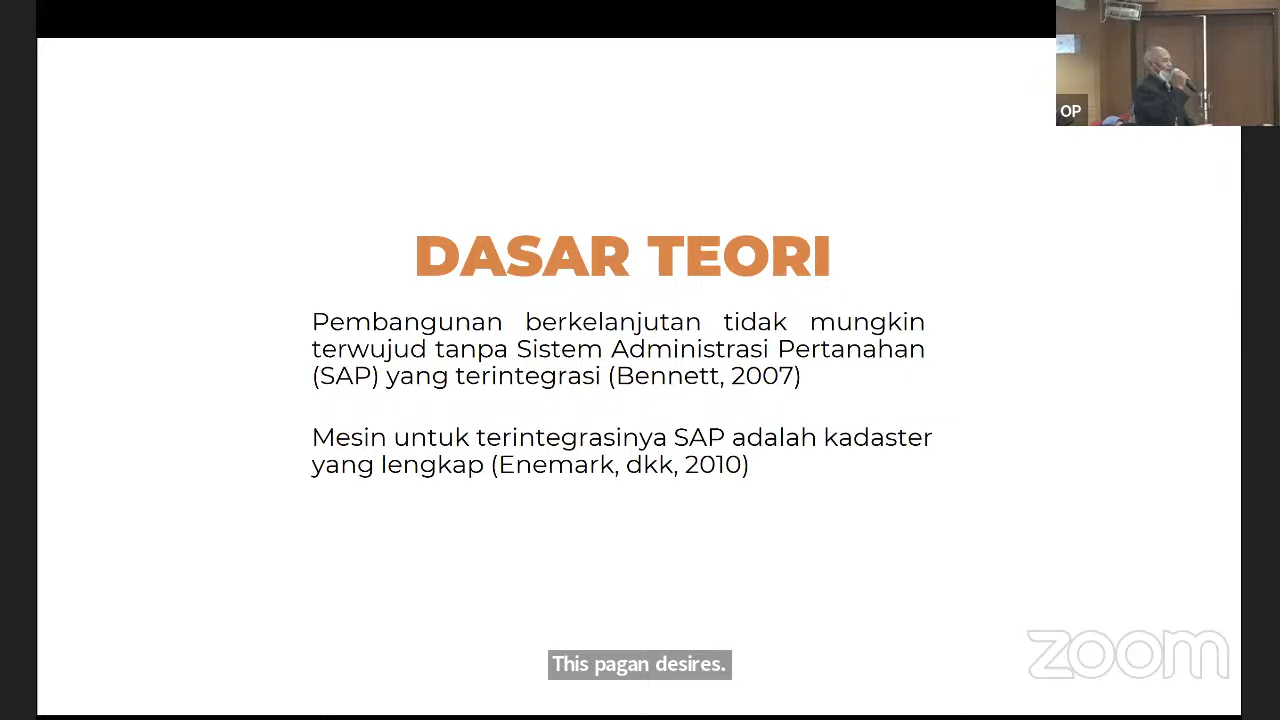 OP
DASAR TEORI
Pembangunan berkelanjutan tidak mungkin
terwujud tanpa Sistem Administrasi Pertanahan
(SAP) yang terintegrasi (Bennett, 2007)
Mesin untuk terintegrasinya SAP adalah kadaster
yang lengkap (Enemark, dkk, 2010)
This pagan desires.
zoom